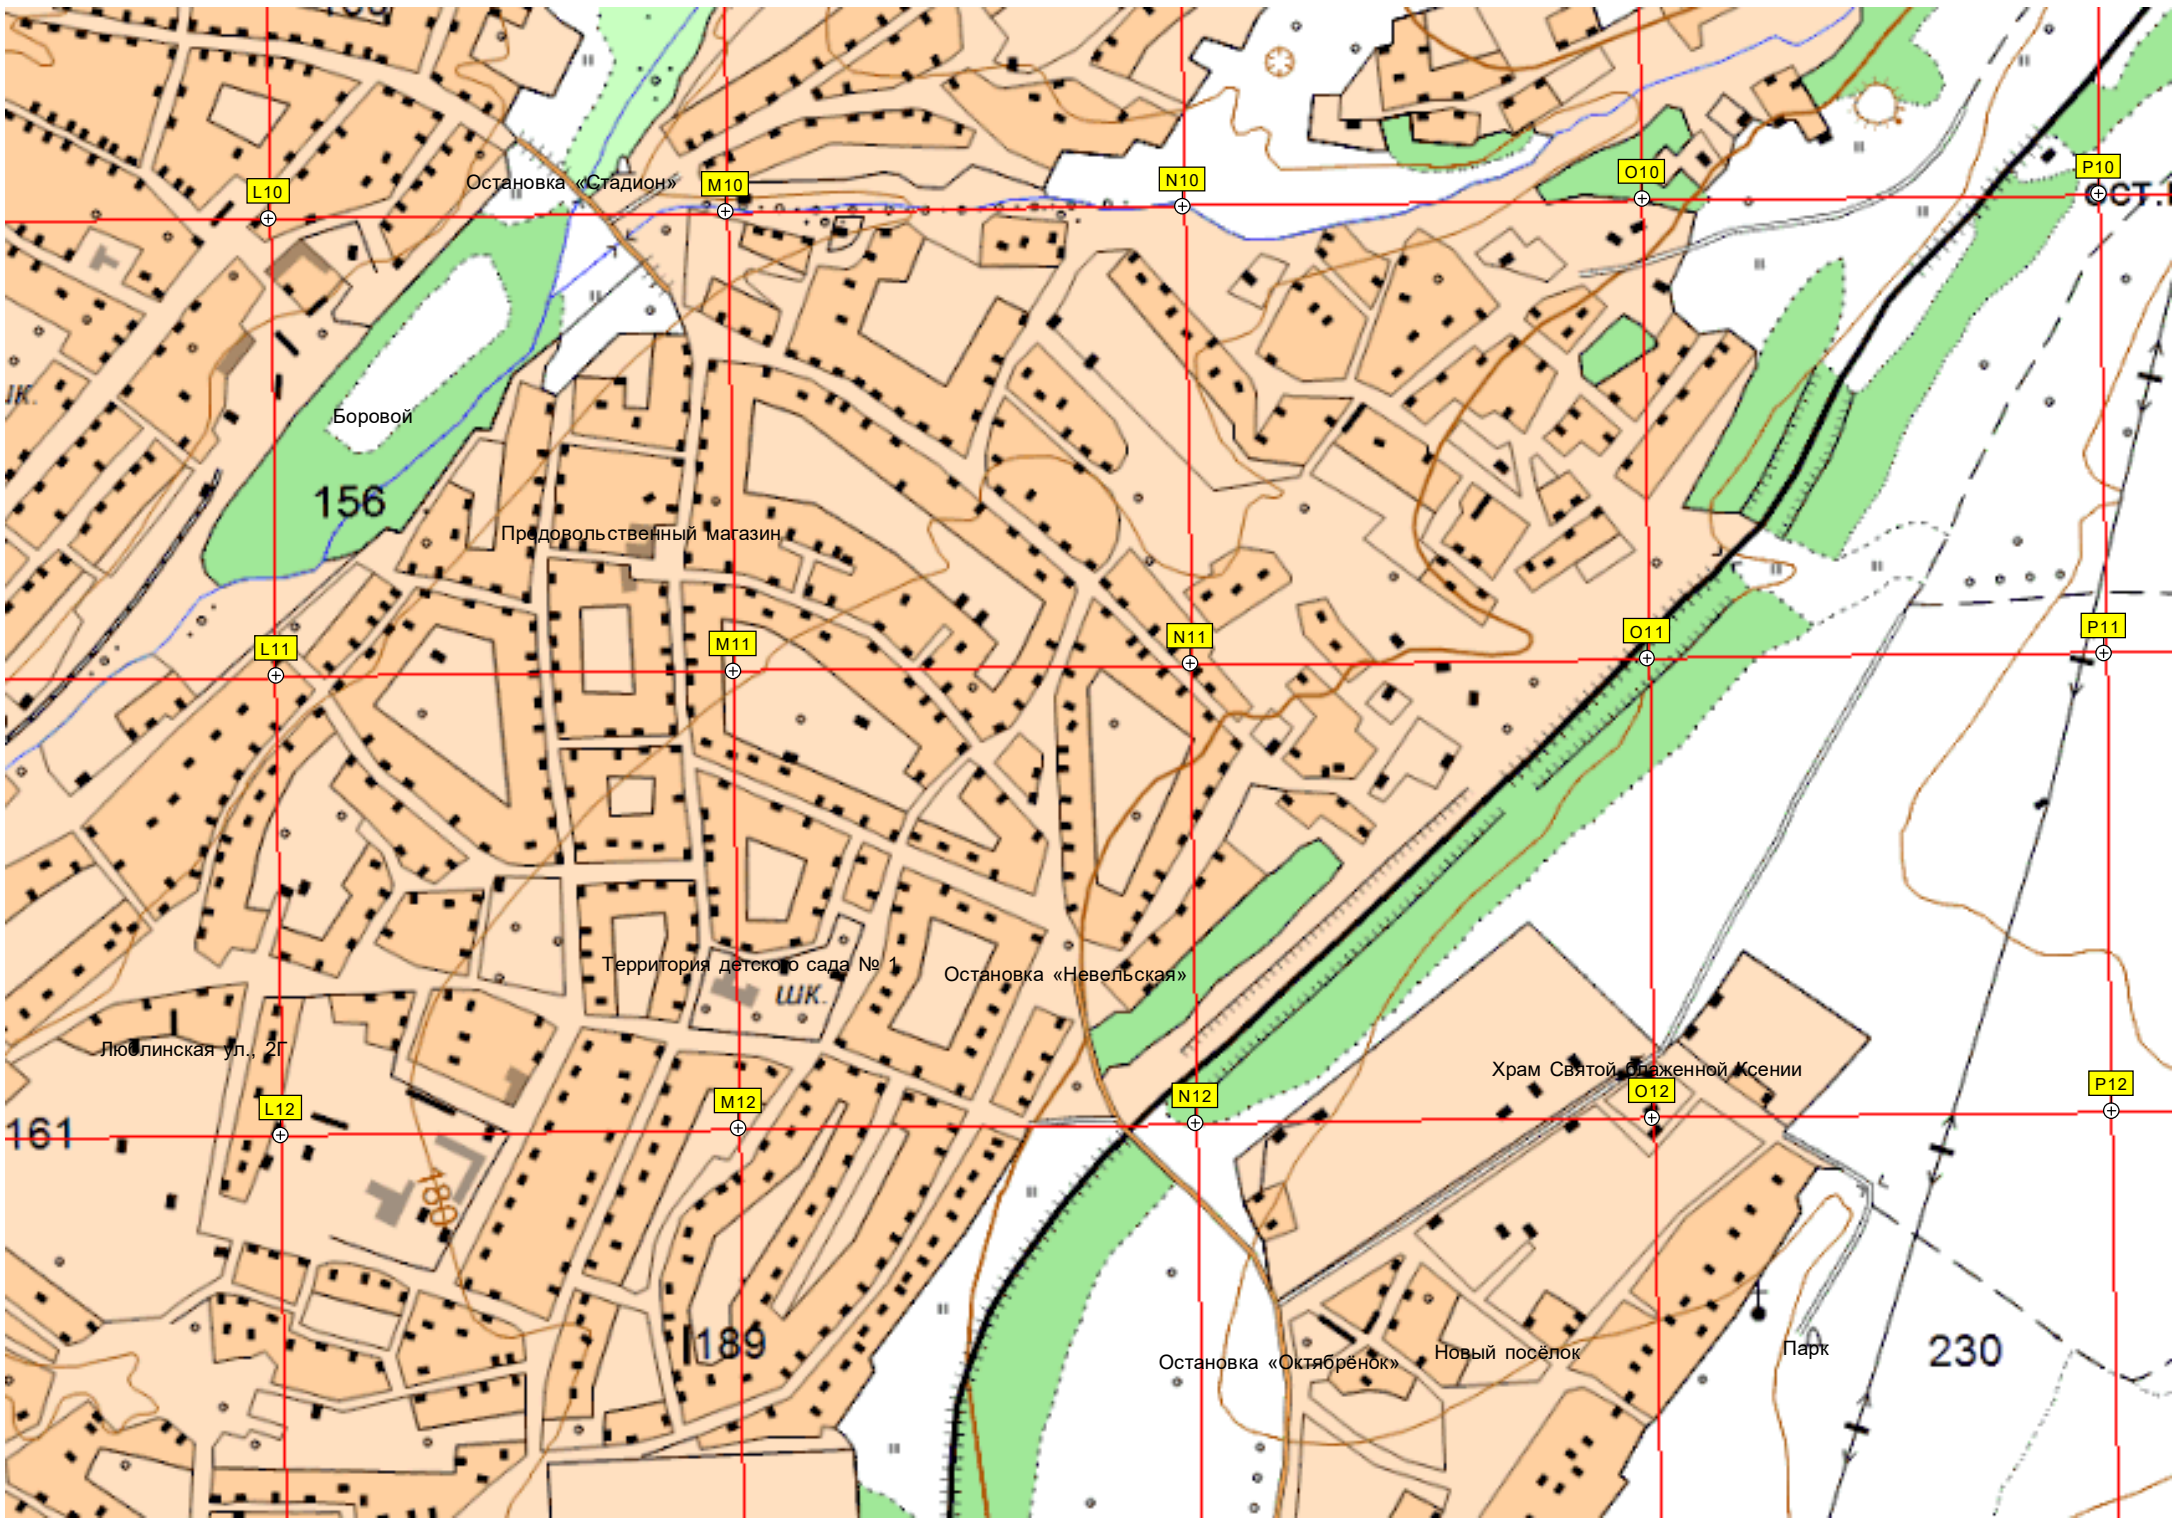 Остановка «Стадион»
M10
N10
O10
P10
L10
ост.
шк.
Боровой
156
Продовольственный магазин
L11
M11
N11
O11
P11
Территория детского сада № 1
Остановка «Невельская»
шк.
Люблинская ул., 2Г
Храм Святой блаженной Ксении
L12
M12
N12
O12
P12
161
180
189
Остановка «Октябрёнок»
Новый посёлок
Парк
230